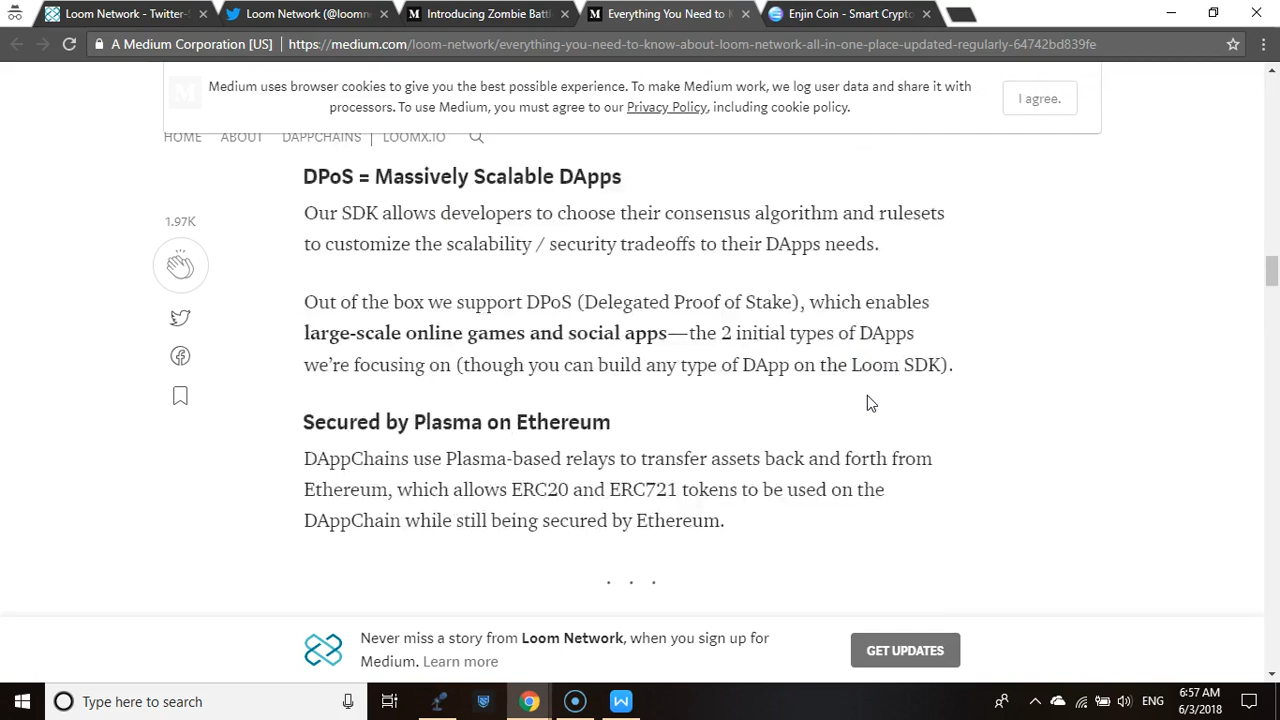 Loom Network - Twitter-S
Loom Network (@loomne
Introducing Zombie Battl
Everything You Need to K
Enjin Coin - Smart Crypto
A Medium Corporation [US]
https://medium.com/loom-network/everything-you-need-to-know-about-loom-network-all-in-one-place-updated-regularly-64742bd839fe
Medium uses browser cookies to give you the best possible experience. To make Medium work, we log user data and share it with
processors. To use Medium, you must agree to our Privacy Policy, including cookie policy.
I agree.
HOME ABOUT DAPPCHAINS LOOMX.IO
DPoS = Massively Scalable DApps
1.97K
Our SDK allows developers to choose their consensus algorithm and rulesets
to customize the scalability / security tradeoffs to their DApps needs.
Out of the box we support DPoS (Delegated Proof of Stake), which enables
large-scale online games and social apps—the 2 initial types of DApps
we’re focusing on (though you can build any type of DApp on the Loom SDK).
Secured by Plasma on Ethereum
DAppChains use Plasma-based relays to transfer assets back and forth from
Ethereum, which allows ERC20 and ERC721 tokens to be used on the
DAppChain while still being secured by Ethereum.
. . .
Never miss a story from Loom Network, when you sign up for
Medium. Learn more
GET UPDATES
Type here to search
ENG
6:57 AM
6/3/2018